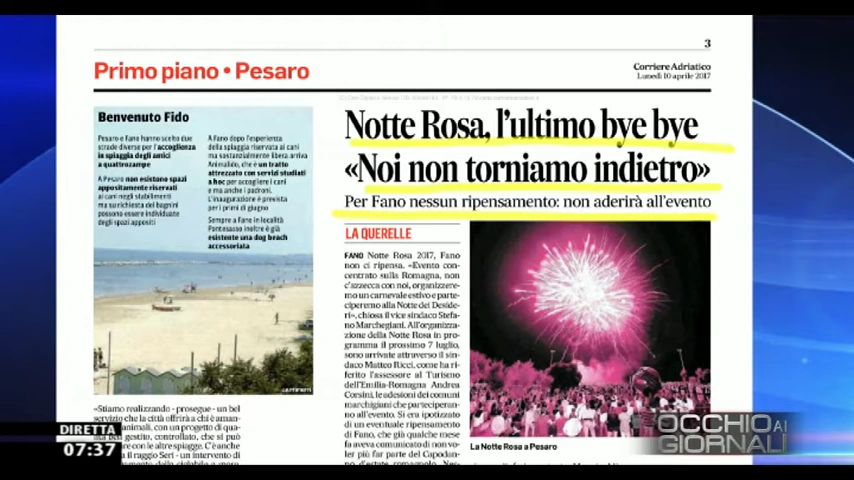 3
Primo piano • Pesaro
Corriere Adriatico
Lunedì 10 aprile 2017
Benvenuto Fido
Pesaro e Fano hanno scelto due
strade diverse per l'accoglienza
in spiaggia degli amici
a quattrozampe
A Pesaro non esistono spazi
appositamente riservati
ai cani negli stabilimenti
ma su richiesta dei bagnini
possono essere individuate
degli spazi appositi
A Fano dopo l'esperienza
della spiaggia riservata ai cani
ma sostanzialmente libera arriva
Animalido, che è un tratto
attrezzato con servizi studiati
a hoc per accogliere i cani
e ma anche i padroni.
L'inaugurazione è prevista
per i primi di giugno
Sempre a Fano in località
Pontesasso inoltre è già
esistente una dog beach
accessoriata
Notte Rosa, l'ultimo bye bye
«Noi non torniamo indietro»
Per Fano nessun ripensamento: non aderirà all'evento
LA QUERELLE
FANO Notte Rosa 2017, Fano
non ci ripensa. «Evento con-
centrato sulla Romagna, non
c'azzecca con noi, organizzere-
mo un carnevale estivo e parte-
ciperemo alla Notte dei Deside-
ri», chiosa il vice sindaco Stefa-
no Marchegiani. All'organiz-
zazione della Notte Rosa in pro-
gramma il prossimo 7 luglio,
sono arrivate attraverso il sin-
daco Matteo Ricci, come ha ri-
ferito l'assessore al Turismo
dell'Emilia-Romagna Andrea
Corsini, le adesioni dei comuni
marchigiani che parteciperan-
no all'evento. Si era ipotizzato
di un eventuale ripensamento
di Fano, che già qualche mese
fa aveva comunicato di non vo-
ler più far parte del Capodan-
no d'estate romagnolo.
La Notte Rosa a Pesaro
«Stiamo realizzando - prosegue - un bel
servizio che la città offrirà a chi è aman-
animali, con un progetto di qua-
ben gestito, controllato, che si può
con le altre spiagge. C'è anche
il raggio Seri - un intervento di
DIRETTA
07:37
OCCHIO AI
GIORNALI